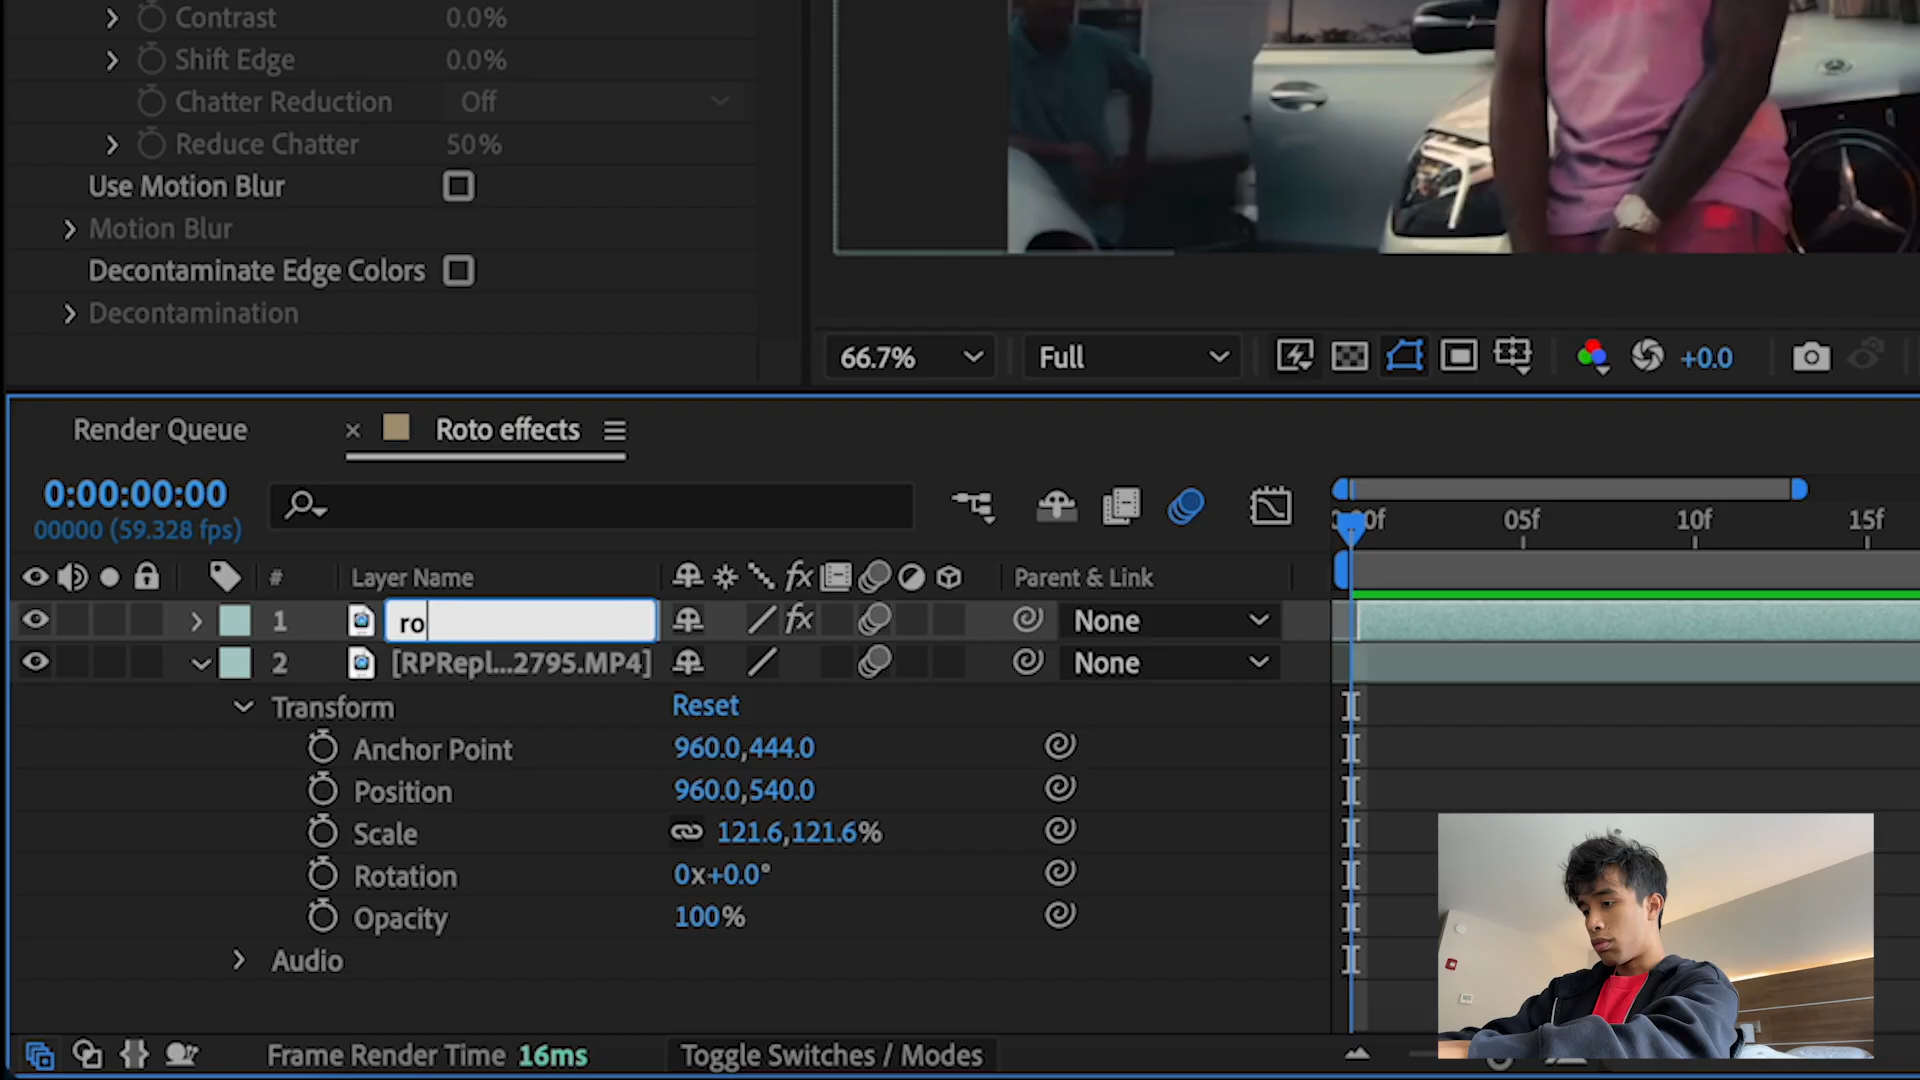 Contrast 0.0%
Shift Edge 0.0%
Chatter Reduction Off
Reduce Chatter 50%
Use Motion Blur
Motion Blur
Decontaminate Edge Colors
Decontamination
66.7% Full +0.0
Render Queue × Roto effects
0:00:00:00
00000 (59.328 fps)
05f 10f 15f
# Layer Name fx Parent & Link
1 ro fx None
2 [RPRepl...2795.MP4] None
Transform Reset
Anchor Point 960.0,444.0
Position 960.0,540.0
Scale 121.6,121.6%
Rotation 0x+0.0°
Opacity 100%
Audio
Frame Render Time 16ms Toggle Switches / Modes